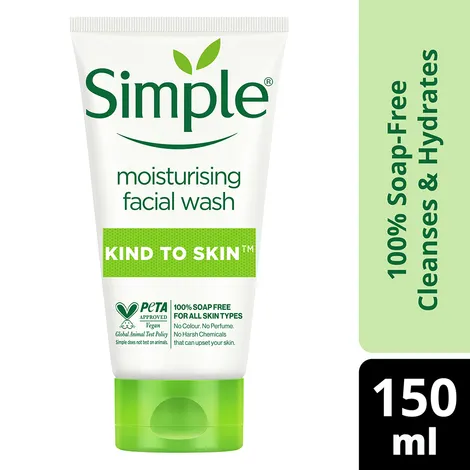 Simple®
moisturising
facial wash
KIND TO SKIN™
PETA
APPROVED
Vegan
Global Animal Test Policy
Simple does not test on animals.
100% SOAP FREE
FOR ALL SKIN TYPES
No Colour. No Perfume.
No Harsh Chemicals
that can upset your skin.
100% Soap-Free
Cleanses & Hydrates
150
ml